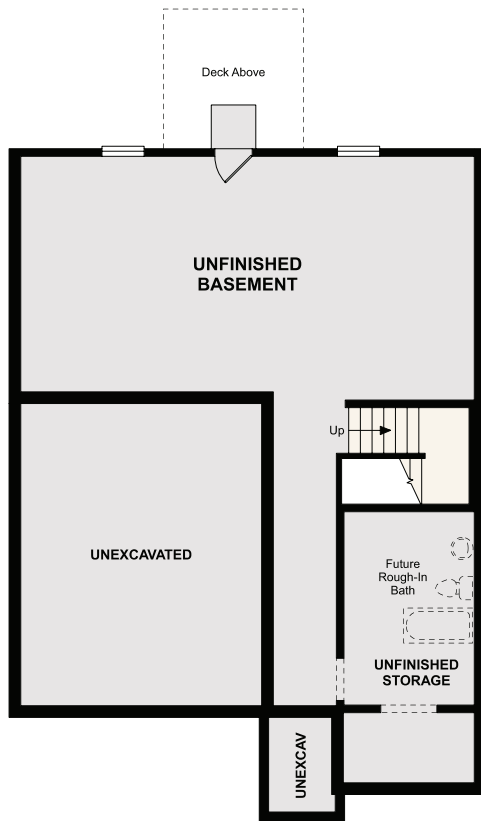 Deck Above
UNFINISHED
BASEMENT
Up
UNEXCAVATED
Future
Rough-In
Bath
UNFINISHED
STORAGE
UNEXCAV